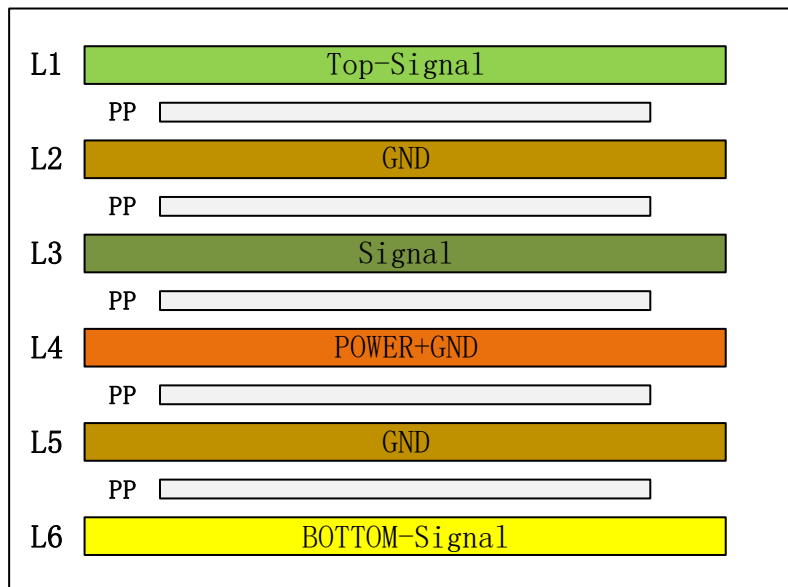 L1 Top-Signal
PP
L2 GND
PP
L3 Signal
PP
L4 POWER+GND
PP
L5 GND
PP
L6 BOTTOM-Signal